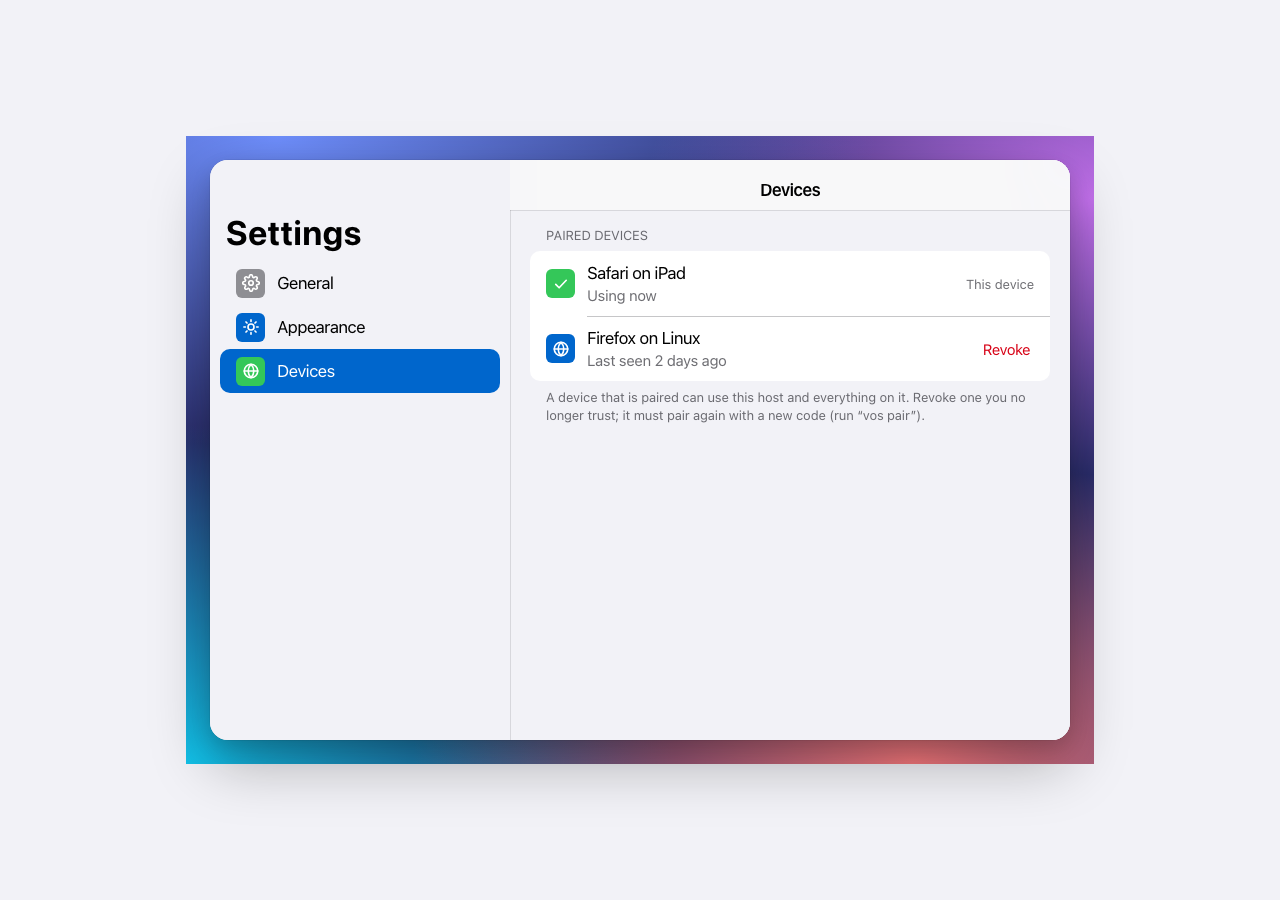 Settings
General
Appearance
Devices
Devices
PAIRED DEVICES
Safari on iPad
Using now
This device
Firefox on Linux
Last seen 2 days ago
Revoke
A device that is paired can use this host and everything on it. Revoke one you no
longer trust; it must pair again with a new code (run “vos pair”).